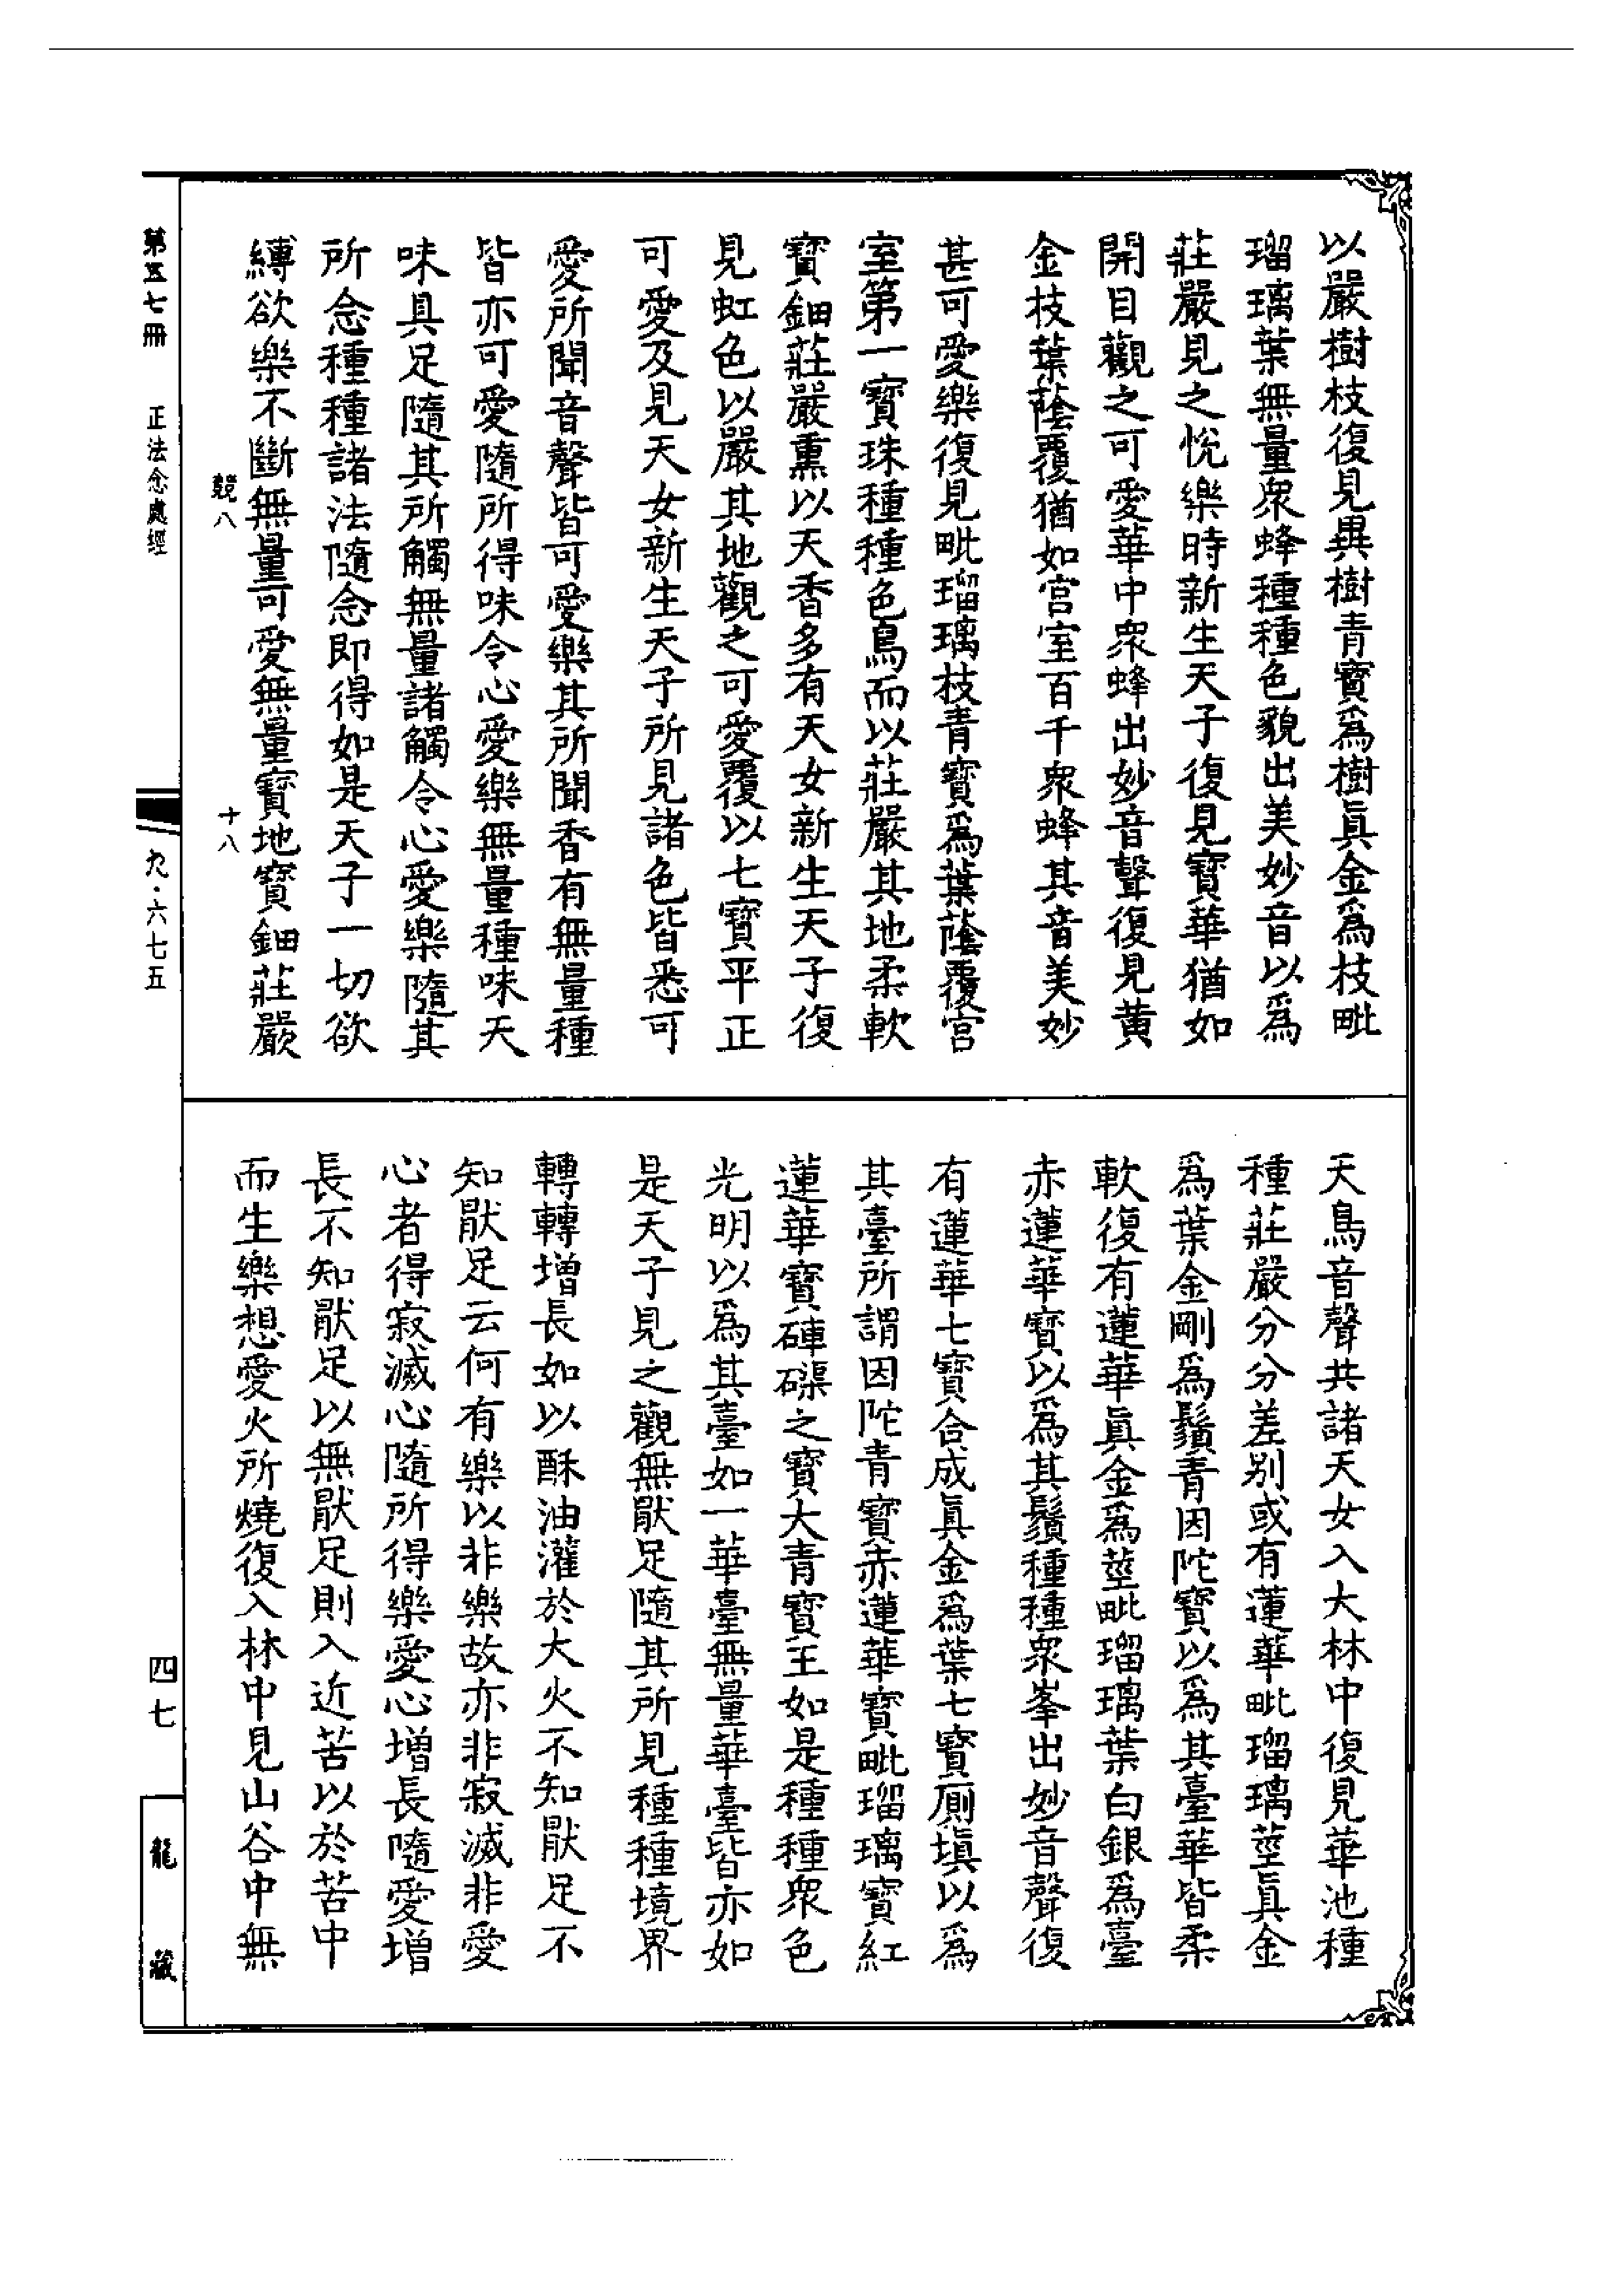 以嚴樹枝復見異樹青寶爲樹眞金爲枝毗
瑠璃葉無量衆蜂種種色貌出美妙音以爲
莊嚴見之悅樂時新生天子復見寶華猶如
開目觀之可愛華中衆蜂出妙音聲復見黃
金枝葉蔭覆猶如宮室百千衆蜂其音美妙
甚可愛樂復見毗瑠璃枝青寶爲葉蔭覆宮
室第一寶珠種種色鳥而以莊嚴其地柔軟
寶鈿莊嚴熏以天香多有天女新生天子復
見虹色以嚴其地觀之可愛覆以七寶平正
可愛及見天女新生天子所見諸色皆悉可
愛所聞音聲皆可愛樂其所聞香有無量種
皆亦可愛隨所得味令心愛樂無量種味天
味具足隨其所觸無量諸觸令心愛樂隨其
所念種種諸法隨念即得如是天子一切欲
縛欲樂不斷無量可愛無量寶地寶鈿莊嚴
競八 十八
天鳥音聲共諸天女入大林中復見華池種
種莊嚴分分差別或有蓮華毗瑠璃莖眞金
爲葉金剛爲鬚青因陀寶以爲其臺華皆柔
軟復有蓮華眞金爲莖毗瑠璃葉白銀爲臺
赤蓮華寶以爲其鬚種種衆峯出妙音聲復
有蓮華七寶合成眞金爲葉七寶廁塡以爲
其臺所謂因陀青寶赤蓮華寶毗瑠璃寶紅
蓮華寶硨磲之寶大青寶王如是種種衆色
光明以爲其臺如一華臺無量華臺皆亦如
是天子見之觀無猒足隨其所見種種境界
轉轉增長如以酥油灌於大火不知猒足不
知猒足云何有樂以非樂故亦非寂滅非愛
心者得寂滅心隨所得樂愛心增長隨愛增
長不知猒足以無猒足則入近苦以於苦中
而生樂想愛火所燒復入林中見山谷中無
第五七冊 正法念處經 九·六七五 四七 龍藏